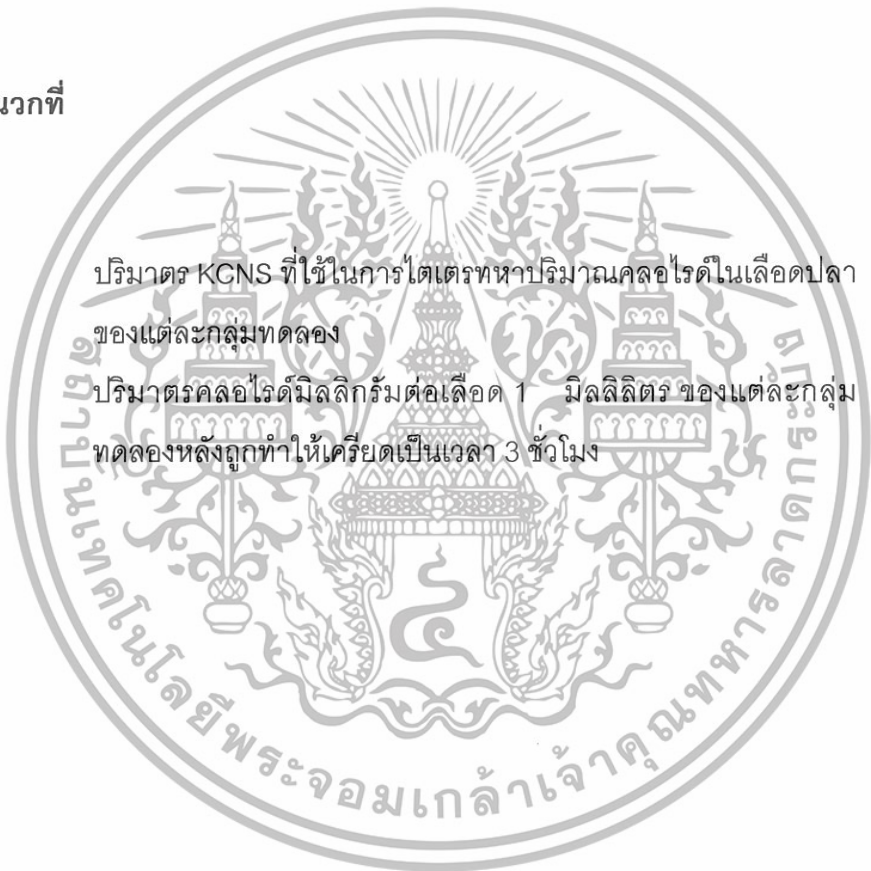 นวกที่
ปริมาตร KCNS ที่ใช้ในการไตเตรทหาปริมาณคลอไรด์ในเลือดปลา
ของแต่ละกลุ่มทดลอง
ปริมาตรคลอไรด์มิลลิกรัมต่อเลือด 1 มิลลิลิตร ของแต่ละกลุ่ม
ทดลองหลังถูกทำให้เครียดเป็นเวลา 3 ชั่วโมง
สถาบันเทคโนโลยีพระจอมเกล้าเจ้าคุณทหารลาดกระบัง